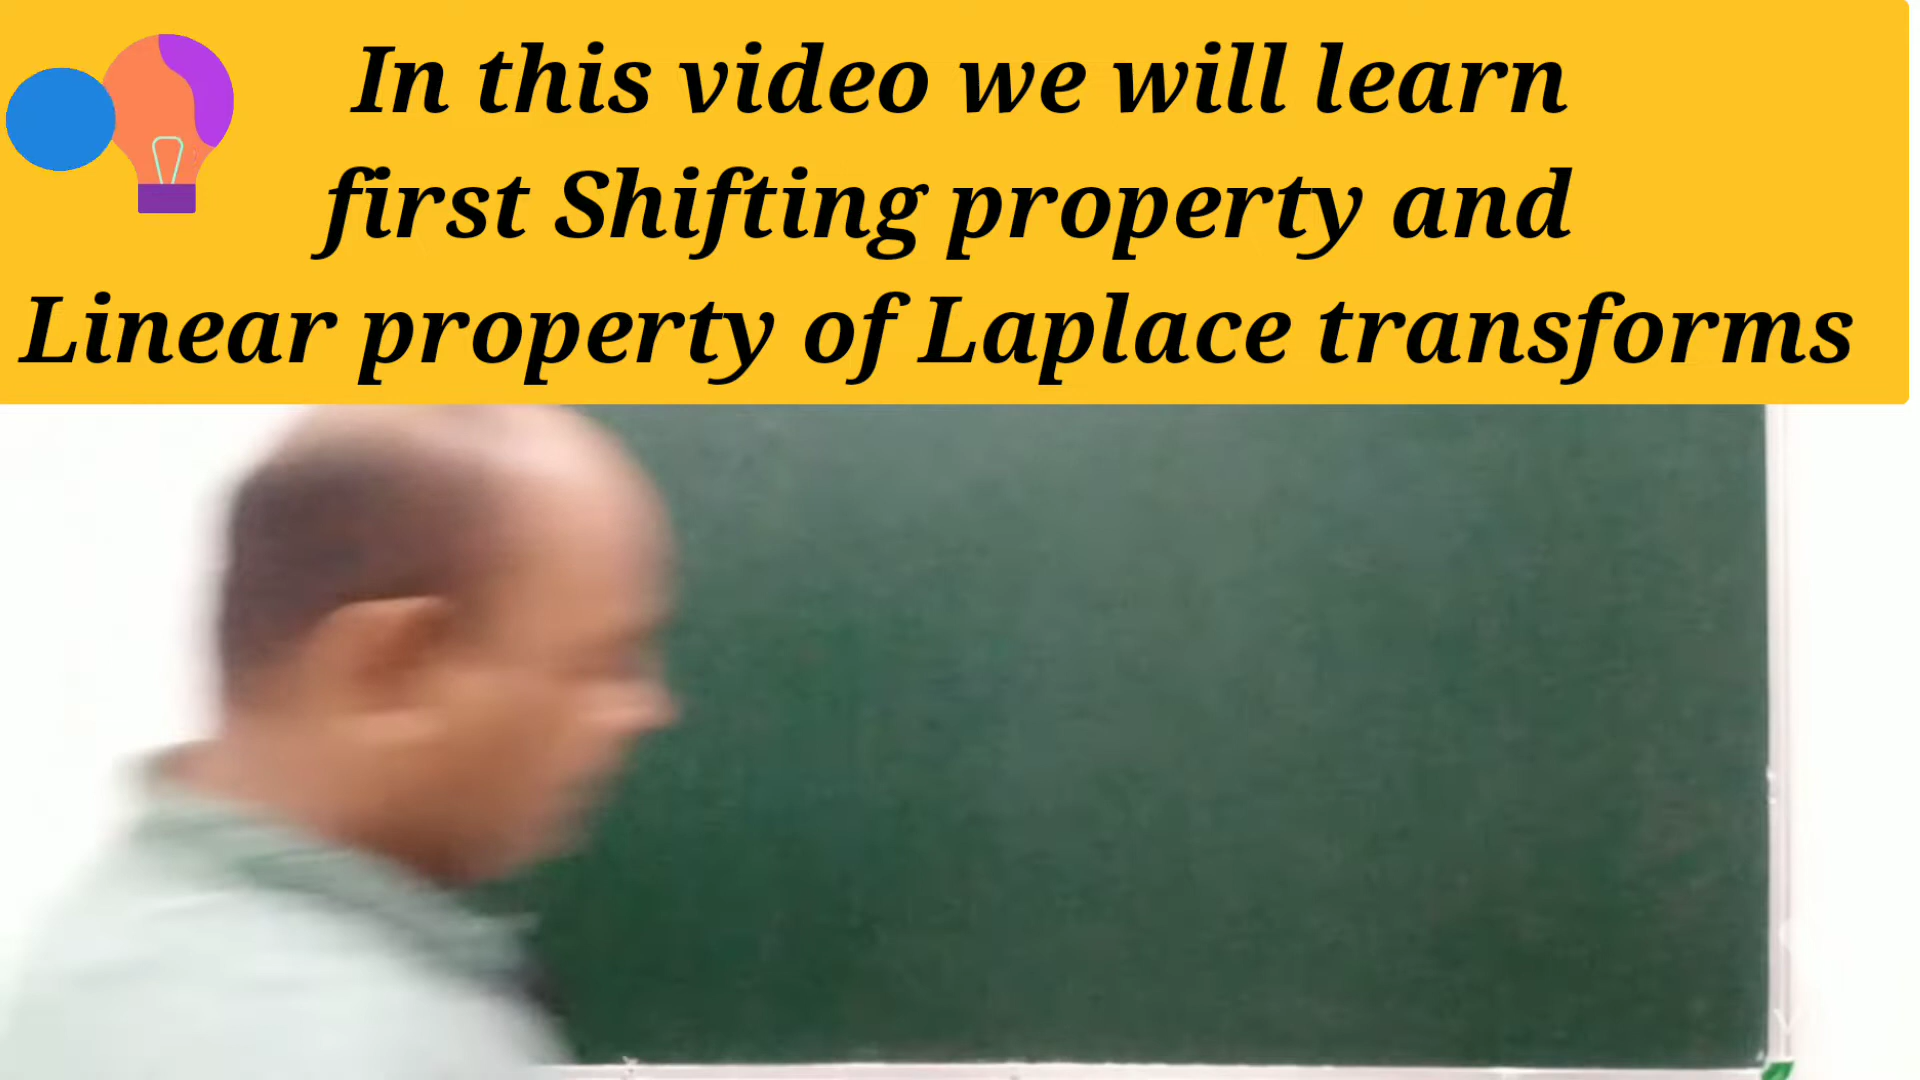 In this video we will learn
first Shifting property and
Linear property of Laplace transforms